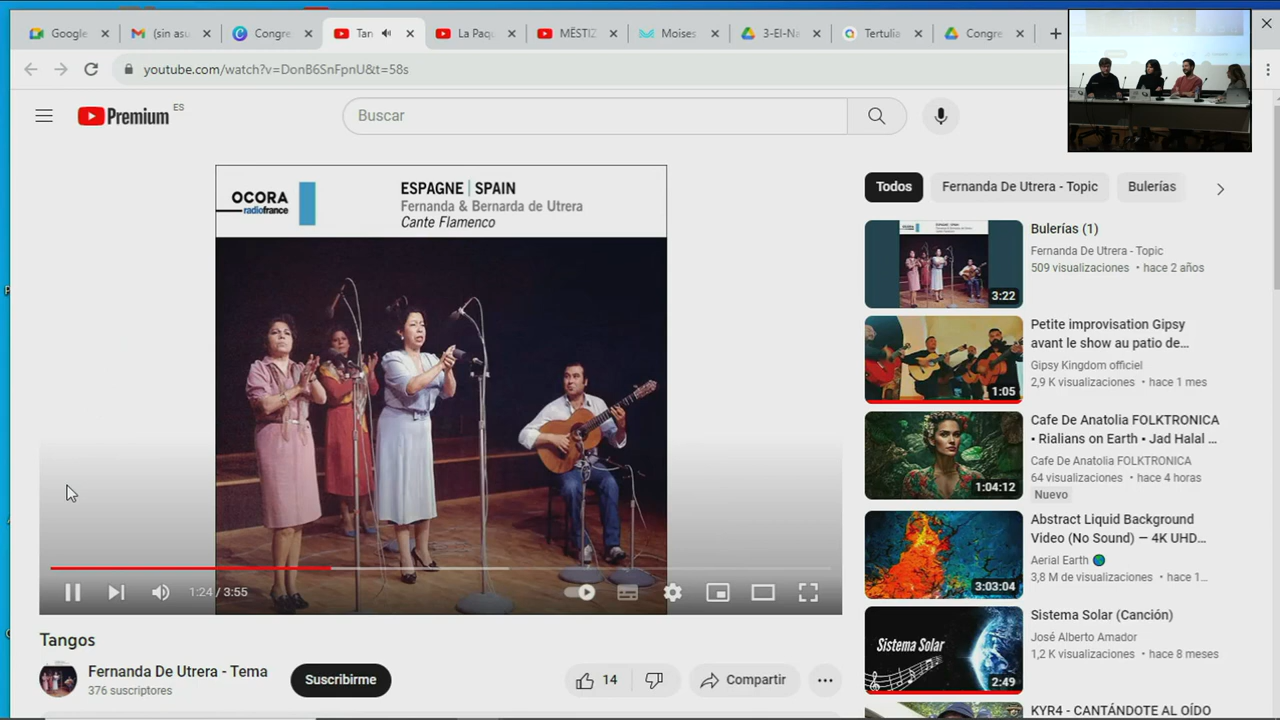 Google
(sin asu
Congre
Tan
La Paqu
MËSTIZ
Moises
3-El-Na
Tertulia
Congre
youtube.com/watch?v=DonB6SnFpnU&t=58s
Premium ES
Buscar
OCORA
radiofrance
ESPAGNE | SPAIN
Fernanda & Bernarda de Utrera
Cante Flamenco
1:24 / 3:55
Tangos
Fernanda De Utrera - Tema
376 suscriptores
Suscribirme
14
Compartir
Todos
Fernanda De Utrera - Topic
Bulerías
3:22
Bulerías (1)
Fernanda De Utrera - Topic
509 visualizaciones • hace 2 años
1:05
Petite improvisation Gipsy
avant le show au patio de...
Gipsy Kingdom officiel
2,9 K visualizaciones • hace 1 mes
1:04:12
Cafe De Anatolia FOLKTRONICA
• Rialians on Earth • Jad Halal ...
Cafe De Anatolia FOLKTRONICA
64 visualizaciones • hace 4 horas
Nuevo
3:03:04
Abstract Liquid Background
Video (No Sound) — 4K UHD...
Aerial Earth
3,8 M de visualizaciones • hace 1...
Sistema Solar
2:49
Sistema Solar (Canción)
José Alberto Amador
1,2 K visualizaciones • hace 8 meses
KYR4 - CANTÁNDOTE AL OÍDO